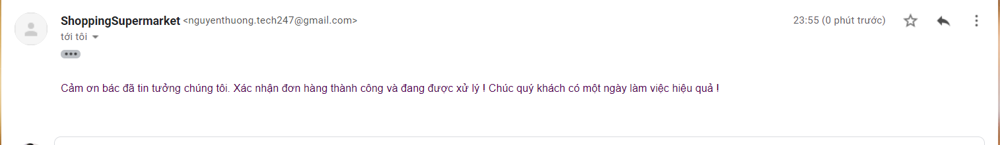 ShoppingSupermarket <nguyenthuong.tech247@gmail.com> 23:55 (0 phút trước)
tới tôi
Cảm ơn bác đã tin tưởng chúng tôi. Xác nhận đơn hàng thành công và đang được xử lý ! Chúc quý khách có một ngày làm việc hiệu quả !